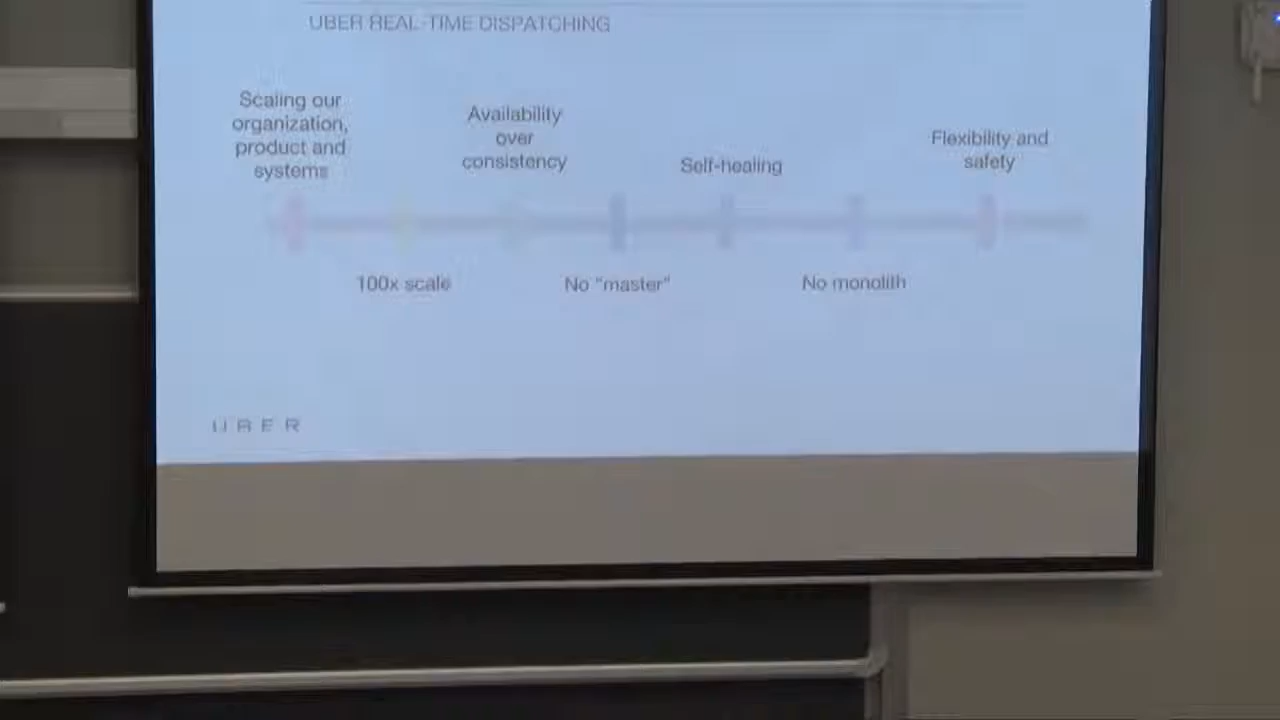 UBER REAL-TIME DISPATCHING
Scaling our
organization,
product and
systems
Availability
over
consistency
Self-healing
Flexibility and
safety
100x scale
No "master"
No monolith
UBER